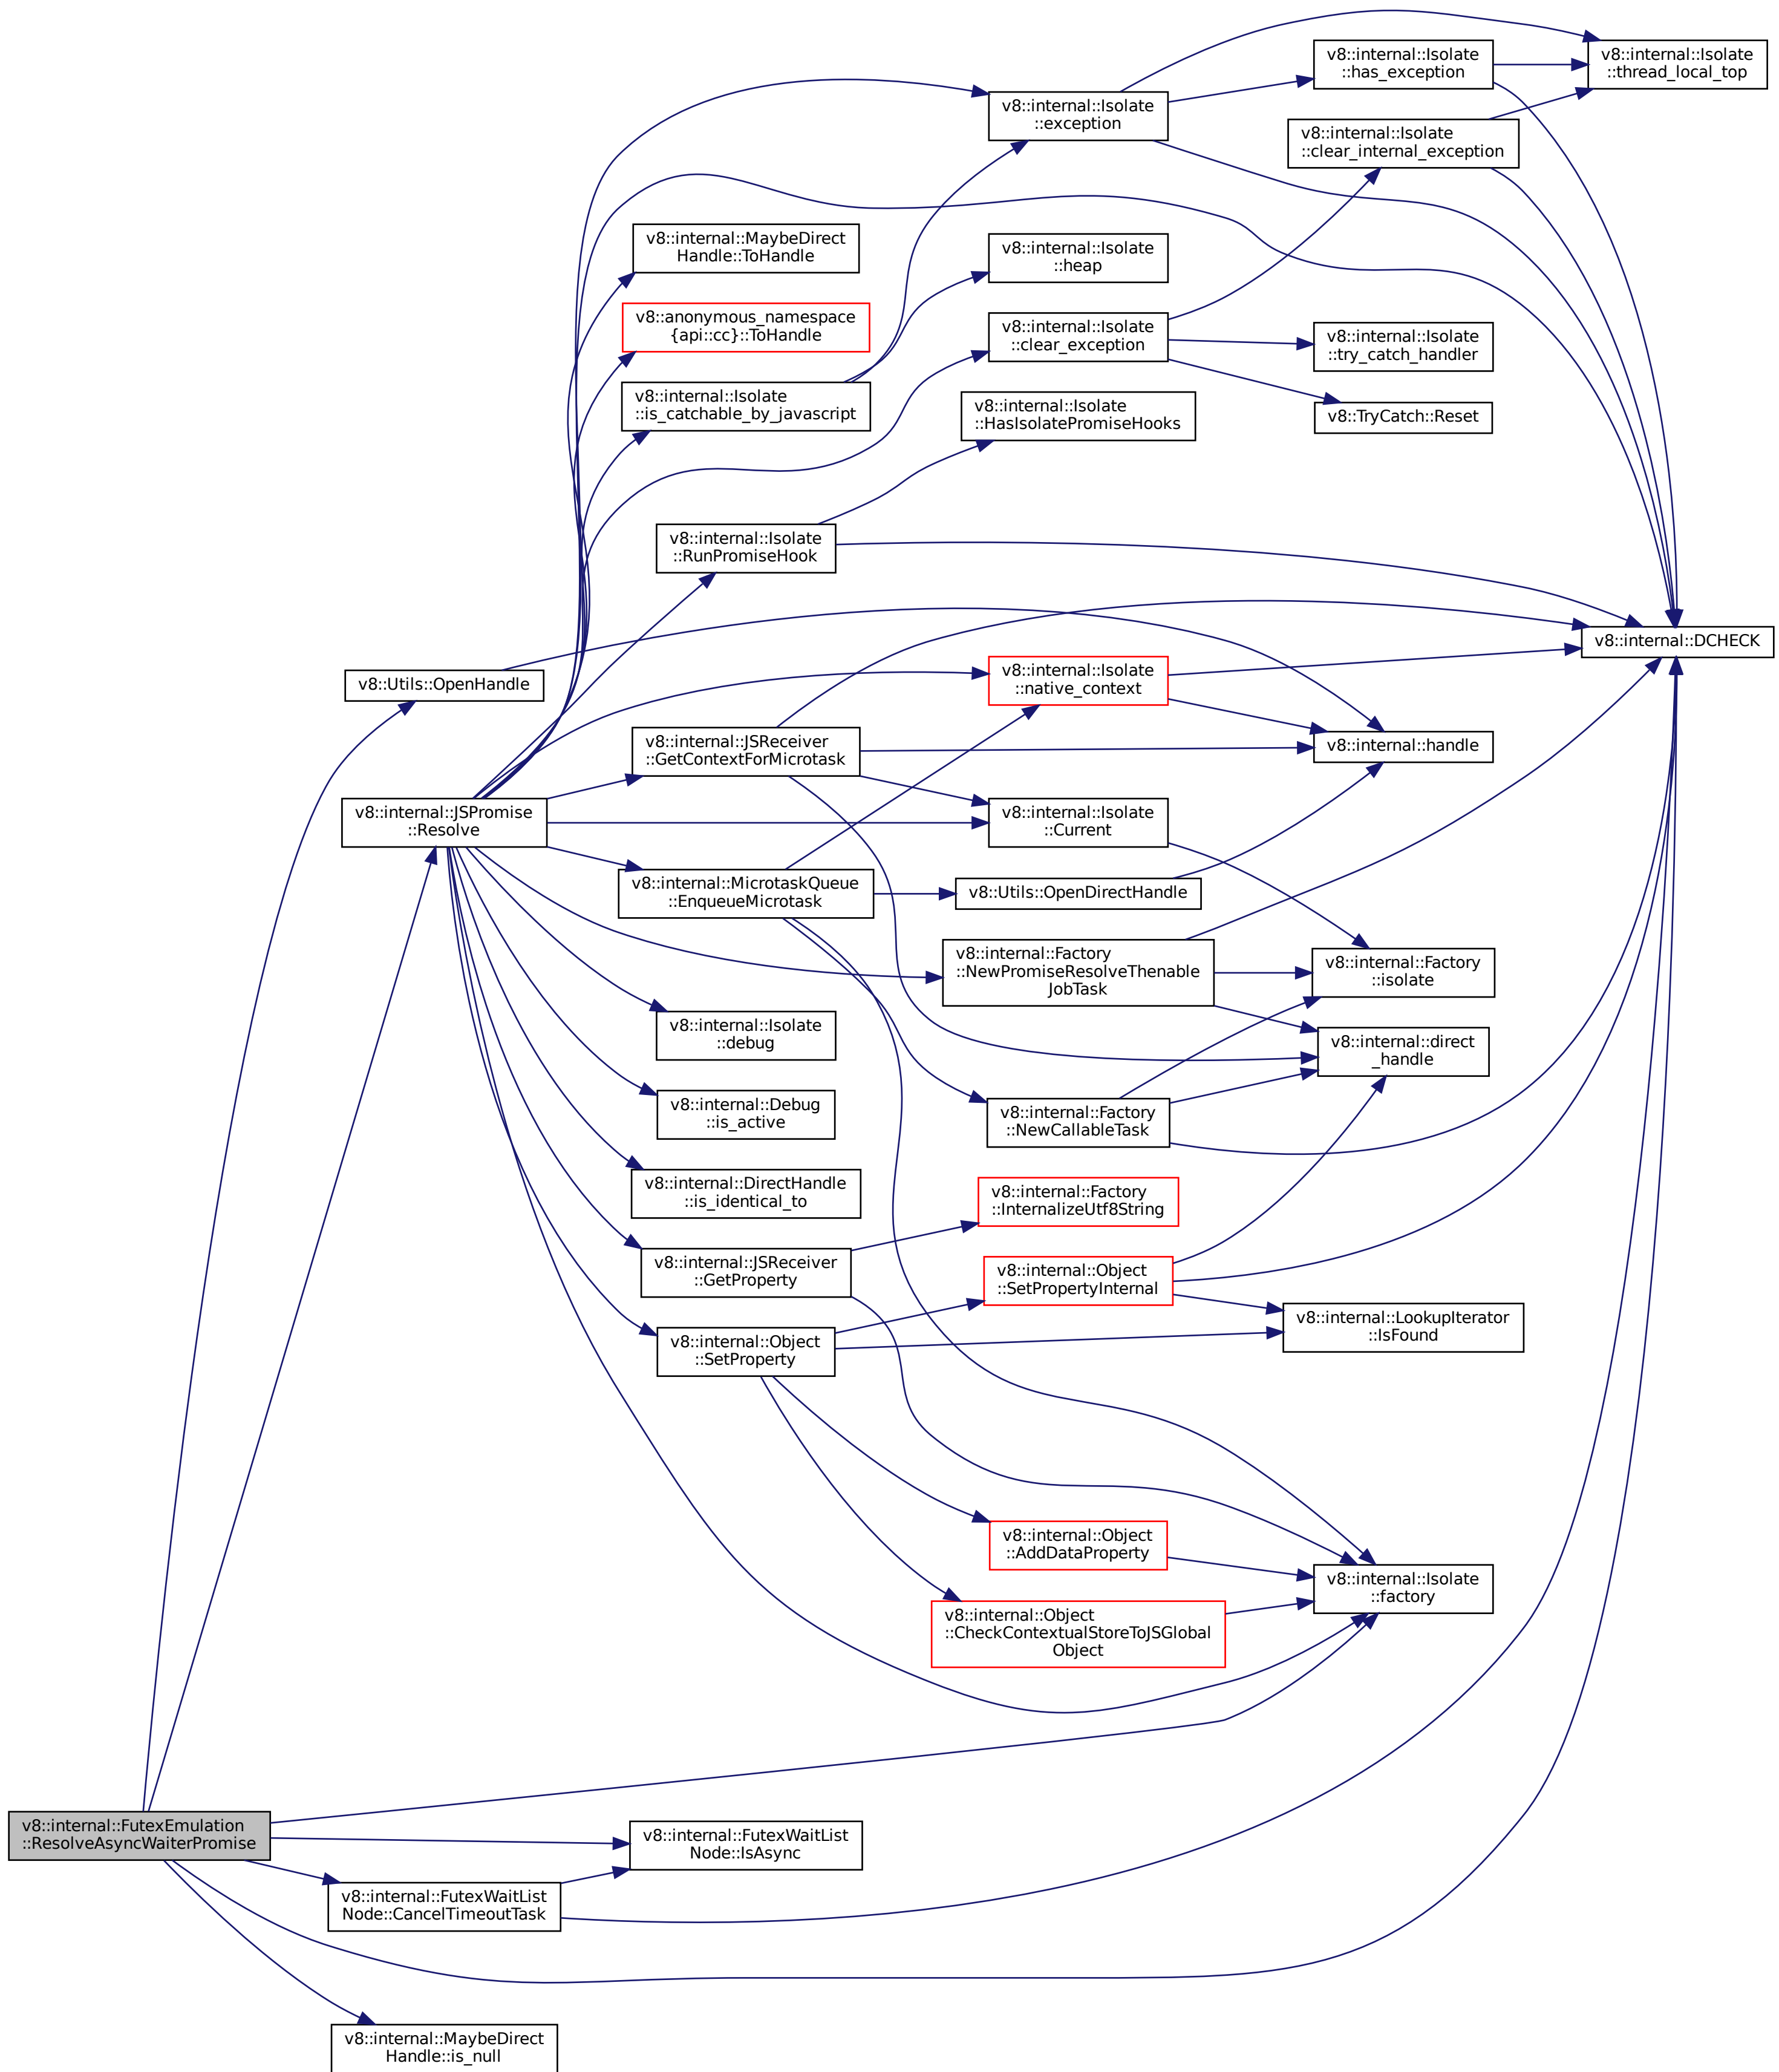 v8::internal::Isolate
::has_exception
v8::internal::Isolate
::thread_local_top
v8::internal::Isolate
::exception
v8::internal::Isolate
::clear_internal_exception
v8::internal::MaybeDirect
Handle::ToHandle
v8::internal::Isolate
::heap
v8::anonymous_namespace
{api::cc}::ToHandle
v8::internal::Isolate
::clear_exception
v8::internal::Isolate
::try_catch_handler
v8::internal::Isolate
::is_catchable_by_javascript
v8::internal::Isolate
::HasIsolatePromiseHooks
v8::TryCatch::Reset
v8::internal::Isolate
::RunPromiseHook
v8::internal::DCHECK
v8::Utils::OpenHandle
v8::internal::Isolate
::native_context
v8::internal::JSReceiver
::GetContextForMicrotask
v8::internal::handle
v8::internal::JSPromise
::Resolve
v8::internal::Isolate
::Current
v8::internal::MicrotaskQueue
::EnqueueMicrotask
v8::Utils::OpenDirectHandle
v8::internal::Factory
::NewPromiseResolveThenable
JobTask
v8::internal::Factory
::isolate
v8::internal::Isolate
::debug
v8::internal::direct
_handle
v8::internal::Debug
::is_active
v8::internal::Factory
::NewCallableTask
v8::internal::DirectHandle
::is_identical_to
v8::internal::Factory
::InternalizeUtf8String
v8::internal::JSReceiver
::GetProperty
v8::internal::Object
::SetPropertyInternal
v8::internal::LookupIterator
::IsFound
v8::internal::Object
::SetProperty
v8::internal::Object
::AddDataProperty
v8::internal::Isolate
::factory
v8::internal::Object
::CheckContextualStoreToJSGlobal
Object
v8::internal::FutexEmulation
::ResolveAsyncWaiterPromise
v8::internal::FutexWaitList
Node::IsAsync
v8::internal::FutexWaitList
Node::CancelTimeoutTask
v8::internal::MaybeDirect
Handle::is_null